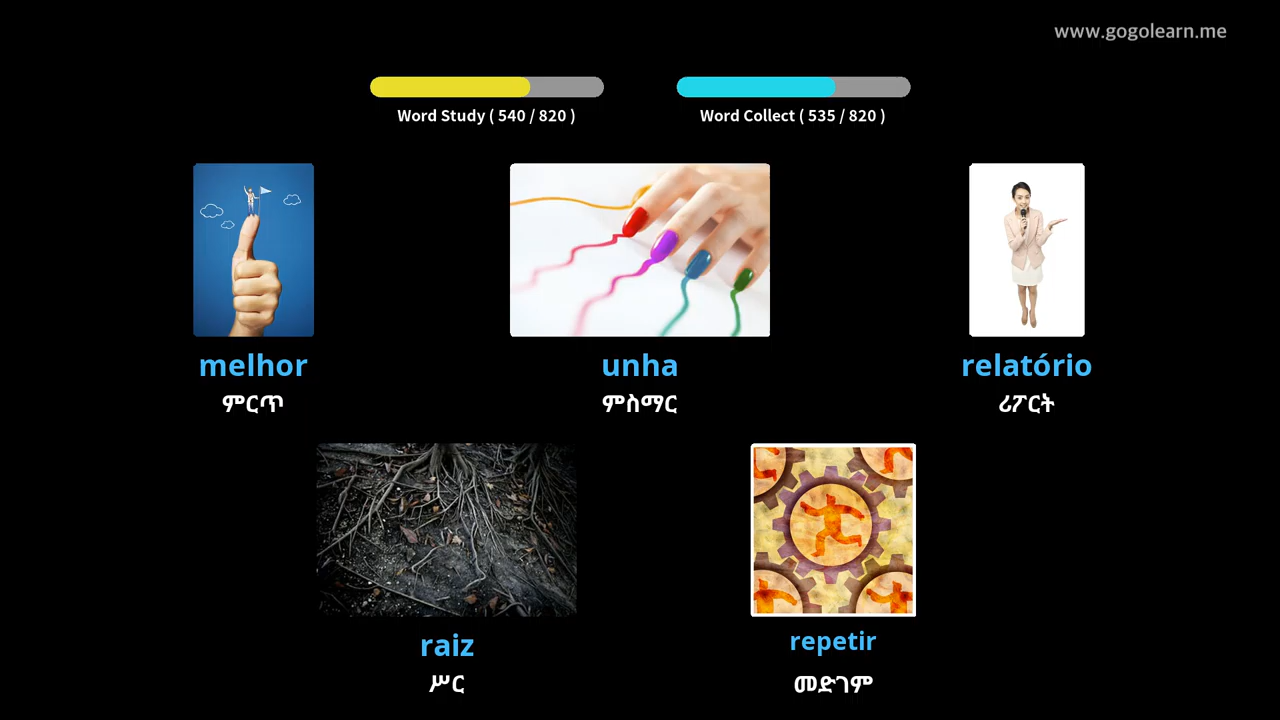 www.gogolearn.me
Word Study ( 540 / 820 )
Word Collect ( 535 / 820 )
melhor
ምርጥ
unha
ምስማር
relatório
ሪፖርት
raiz
ሥር
repetir
መድገም